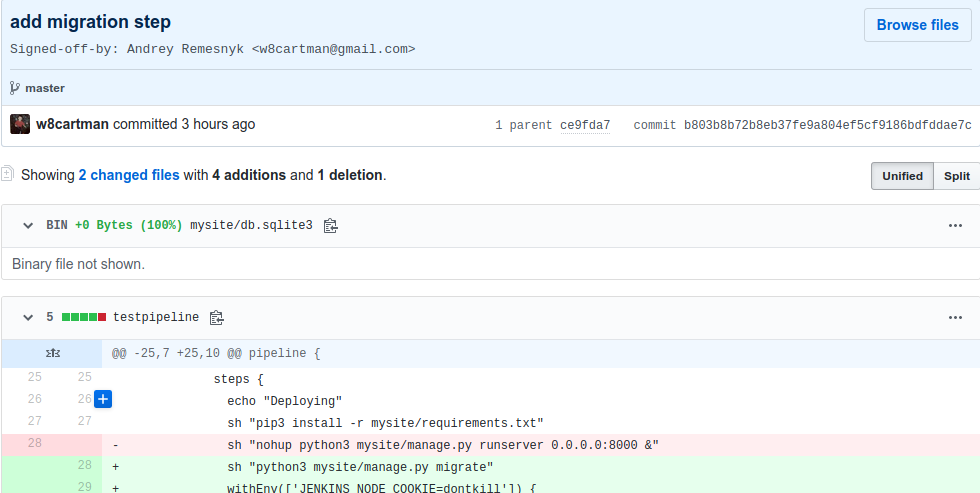 add migration step
Browse files
Signed-off-by: Andrey Remesnyk <w8cartman@gmail.com>
master
w8cartman committed 3 hours ago
1 parent ce9fda7 commit b803b8b72b8eb37fe9a804ef5cf9186bdfddae7c
Showing 2 changed files with 4 additions and 1 deletion.
Unified Split
BIN +0 Bytes (100%) mysite/db.sqlite3
Binary file not shown.
5 testpipeline
@@ -25,7 +25,10 @@ pipeline {
25 25 steps {
26 26 + echo "Deploying"
27 27 sh "pip3 install -r mysite/requirements.txt"
28 - sh "nohup python3 mysite/manage.py runserver 0.0.0.0:8000 &"
28 + sh "python3 mysite/manage.py migrate"
29 + withEnv(['JENKINS_NODE_COOKIE=dontkill']) {